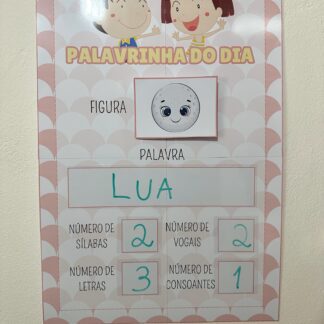 PALAVRINHA DO DIA
FIGURA
PALAVRA
LUA
NÚMERO DE SÍLABAS 2
NÚMERO DE VOGAIS 2
NÚMERO DE LETRAS 3
NÚMERO DE CONSOANTES 1